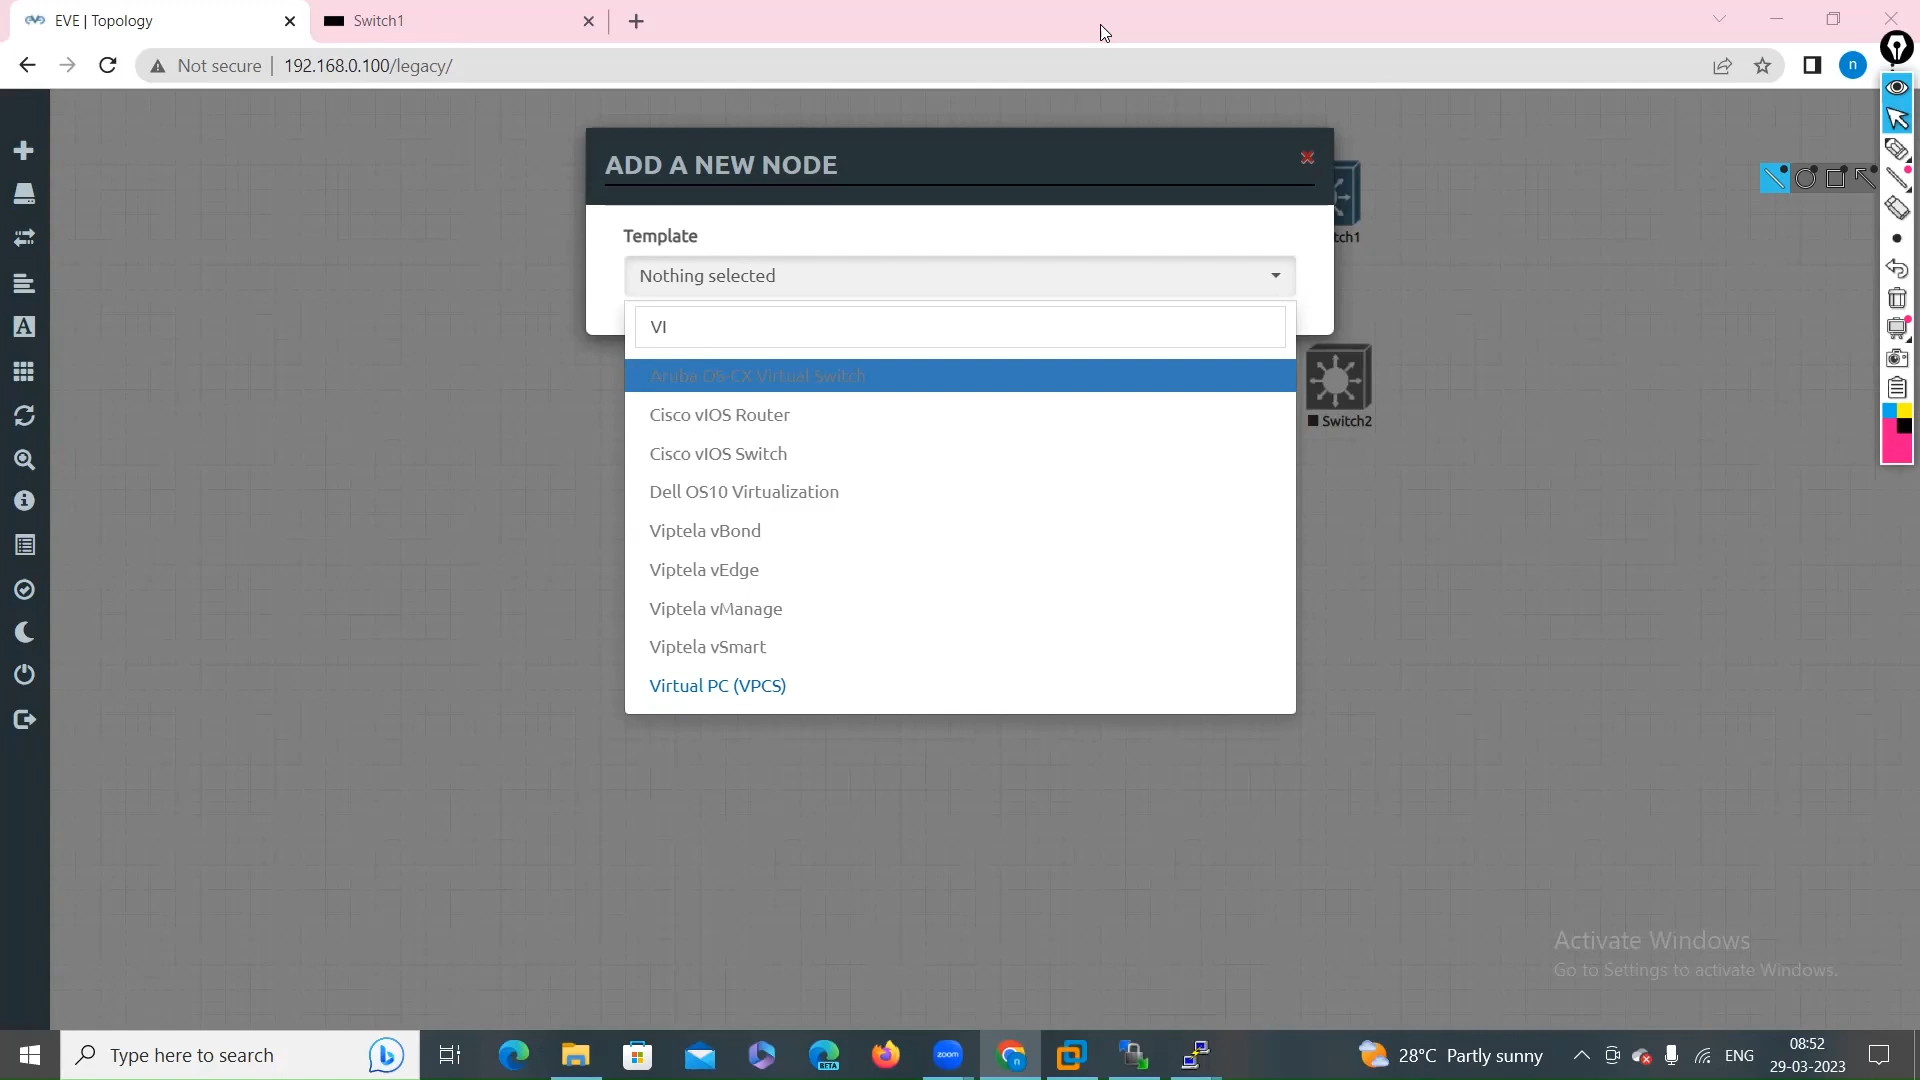 EVE | Topology
Switch1
Not secure
192.168.0.100/legacy/
n
ADD A NEW NODE
tch1
Template
Nothing selected
VI
Aruba OS-CX Virtual Switch
Cisco vIOS Router
Cisco vIOS Switch
Switch2
Dell OS10 Virtualization
Viptela vBond
Viptela vEdge
Viptela vManage
Viptela vSmart
Virtual PC (VPCS)
Activate Windows
Go to Settings to activate Windows.
Type here to search
BETA
zoom
n
28°C Partly sunny
ENG
08:52
29-03-2023